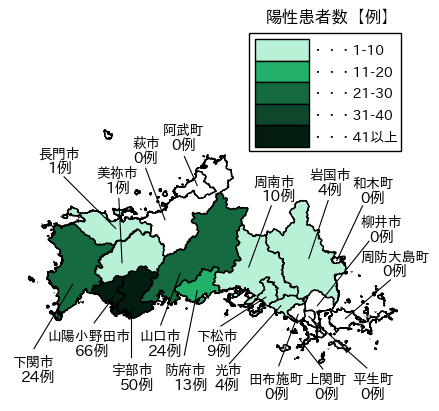 陽性患者数【例】
・・・1-10
・・・11-20
・・・21-30
・・・31-40
・・・41以上
阿武町
0例
萩市
0例
長門市
1例
美祢市
1例
周南市
10例
岩国市
4例
和木町
0例
柳井市
0例
周防大島町
0例
山陽小野田市
66例
山口市
24例
下松市
9例
下関市
24例
宇部市
50例
防府市
13例
光市
4例
田布施町
0例
上関町
0例
平生町
0例